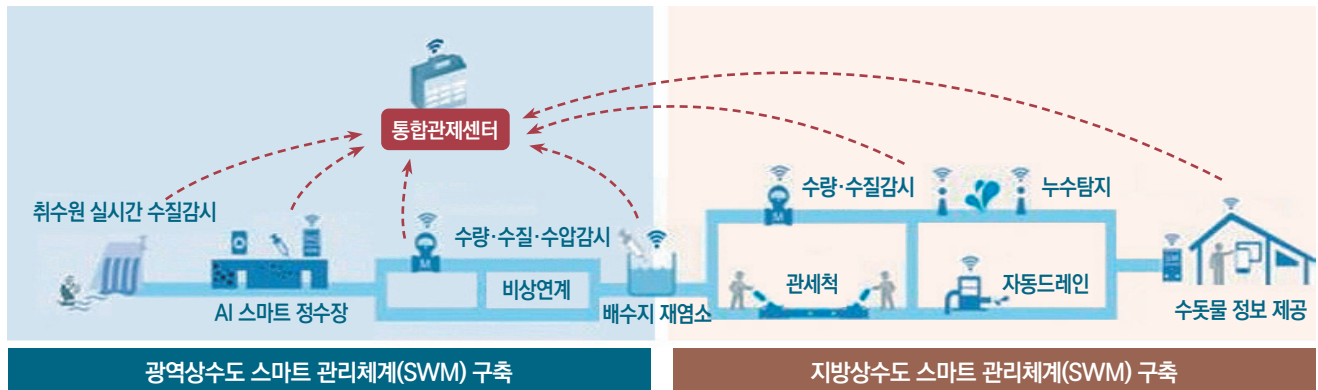 통합관제센터
취수원 실시간 수질감시
수량·수질·수압감시
AI 스마트 정수장
비상연계
배수지 재염소
수량·수질감시
누수탐지
관세척
자동드레인
수돗물 정보 제공
M
M
광역상수도 스마트 관리체계(SWM) 구축
지방상수도 스마트 관리체계(SWM) 구축